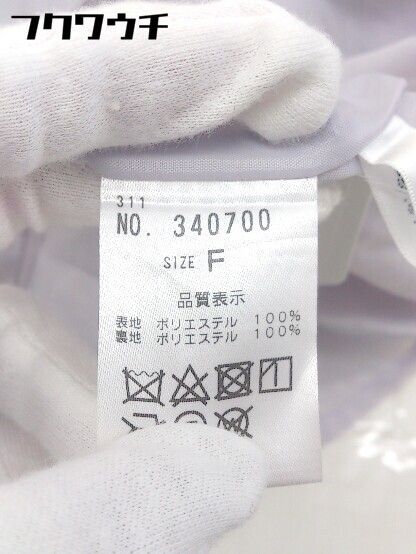 フクワウチ
311
NO. 340700
SIZE F
品質表示
表地 ポリエステル 100%
裏地 ポリエステル 100%